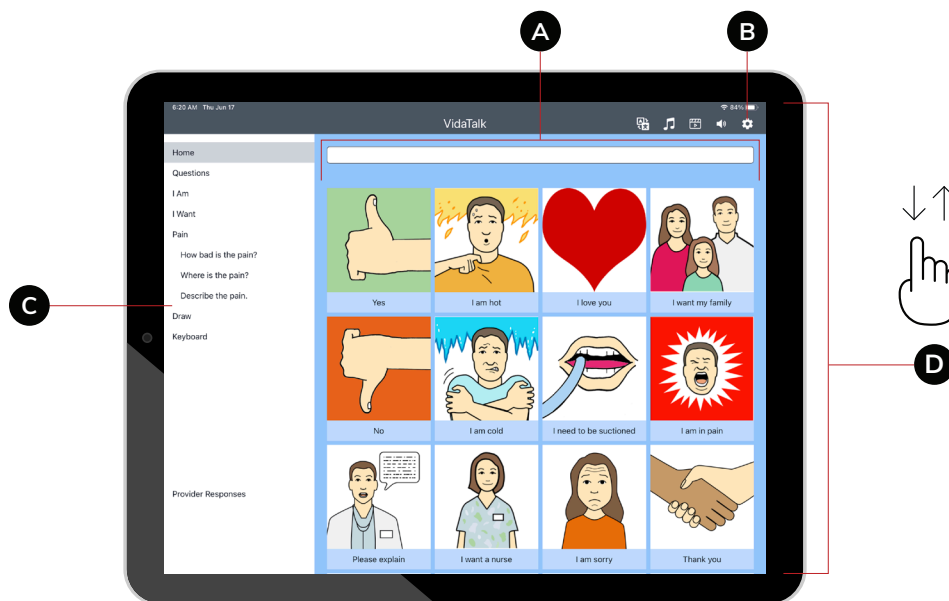 A
B
6:20 AM Thu Jun 17
84%
VidaTalk
Home
Questions
I Am
I Want
Pain
How bad is the pain?
Where is the pain?
Describe the pain.
Draw
Keyboard
Provider Responses
Yes
I am hot
I love you
I want my family
No
I am cold
I need to be suctioned
I am in pain
Please explain
I want a nurse
I am sorry
Thank you
C
D